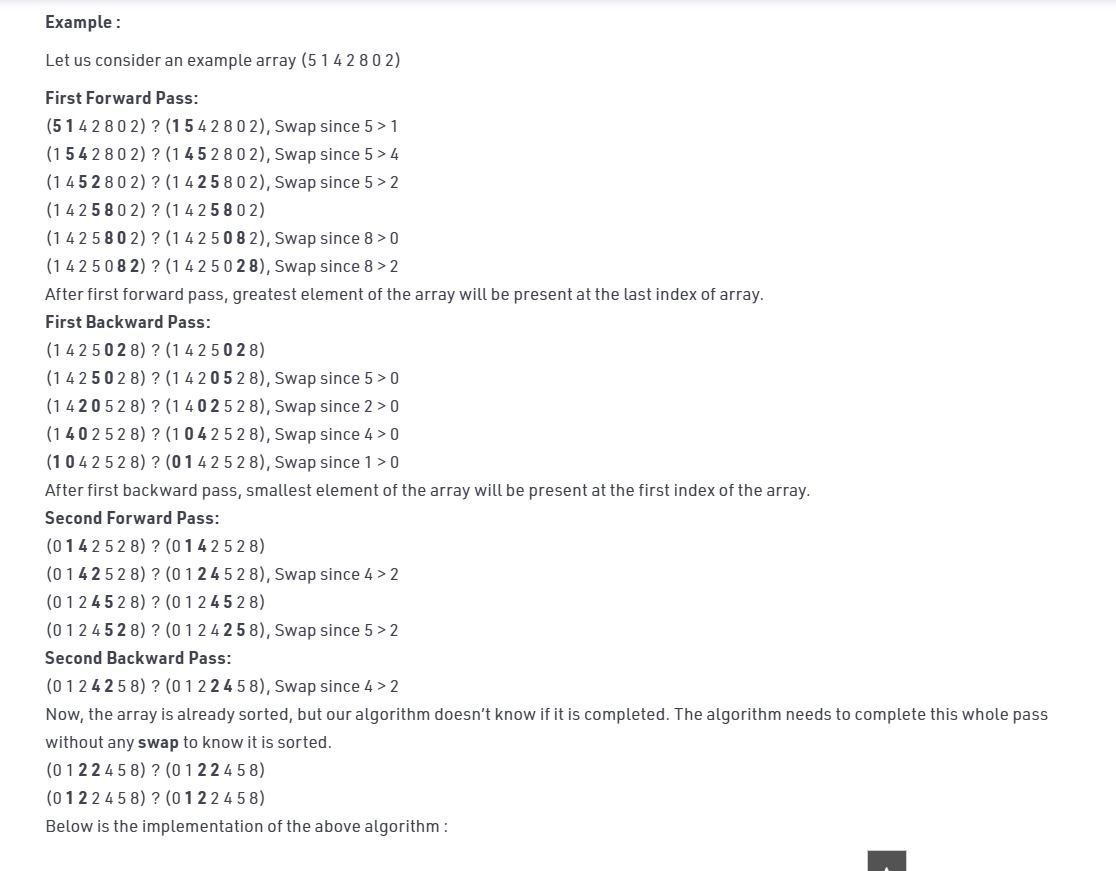 Example :
Let us consider an example array (5 1 4 2 8 0 2)
First Forward Pass:
(5 1 4 2 8 0 2) ? (1 5 4 2 8 0 2), Swap since 5 > 1
(1 5 4 2 8 0 2) ? (1 4 5 2 8 0 2), Swap since 5 > 4
(1 4 5 2 8 0 2) ? (1 4 2 5 8 0 2), Swap since 5 > 2
(1 4 2 5 8 0 2) ? (1 4 2 5 8 0 2)
(1 4 2 5 8 0 2) ? (1 4 2 5 0 8 2), Swap since 8 > 0
(1 4 2 5 0 8 2) ? (1 4 2 5 0 2 8), Swap since 8 > 2
After first forward pass, greatest element of the array will be present at the last index of array.
First Backward Pass:
(1 4 2 5 0 2 8) ? (1 4 2 5 0 2 8)
(1 4 2 5 0 2 8) ? (1 4 2 0 5 2 8), Swap since 5 > 0
(1 4 2 0 5 2 8) ? (1 4 0 2 5 2 8), Swap since 2 > 0
(1 4 0 2 5 2 8) ? (1 0 4 2 5 2 8), Swap since 4 > 0
(1 0 4 2 5 2 8) ? (0 1 4 2 5 2 8), Swap since 1 > 0
After first backward pass, smallest element of the array will be present at the first index of the array.
Second Forward Pass:
(0 1 4 2 5 2 8) ? (0 1 4 2 5 2 8)
(0 1 4 2 5 2 8) ? (0 1 2 4 5 2 8), Swap since 4 > 2
(0 1 2 4 5 2 8) ? (0 1 2 4 5 2 8)
(0 1 2 4 5 2 8) ? (0 1 2 4 2 5 8), Swap since 5 > 2
Second Backward Pass:
(0 1 2 4 2 5 8) ? (0 1 2 2 4 5 8), Swap since 4 > 2
Now, the array is already sorted, but our algorithm doesn't know if it is completed. The algorithm needs to complete this whole pass
without any swap to know it is sorted.
(0 1 2 2 4 5 8) ? (0 1 2 2 4 5 8)
(0 1 2 2 4 5 8) ? (0 1 2 2 4 5 8)
Below is the implementation of the above algorithm :